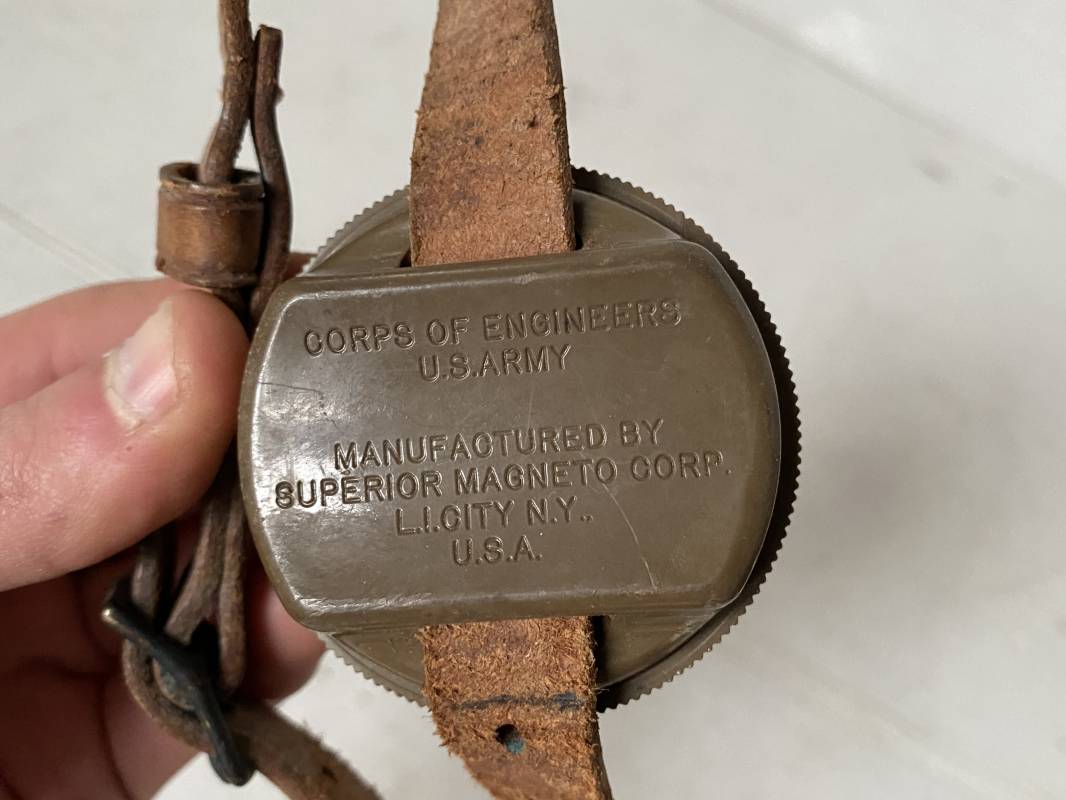 CORPS OF ENGINEERS
U.S.ARMY
MANUFACTURED BY
SUPERIOR MAGNETO CORP.
L.I.CITY N.Y..
U.S.A.